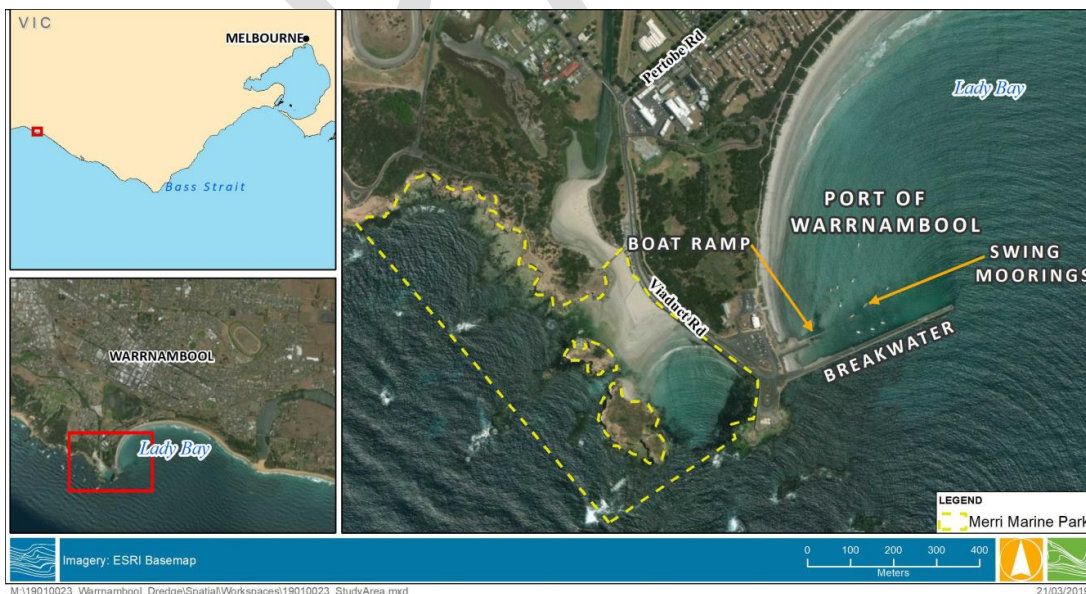 VIC
MELBOURNE
Bass Strait
WARRNAMBOOL
Lady Bay
Pertobe Rd
Lady Bay
PORT OF
WARRNAMBOOL
BOAT RAMP
SWING
MOORINGS
Viaduct Rd
BREAKWATER
LEGEND
Merri Marine Park
Imagery: ESRI Basemap
0 100 200 300 400
Meters
M:\19010023_Warrnambool_Dredge\Spatial\Workspaces\19010023_StudyArea.mxd
21/03/2019